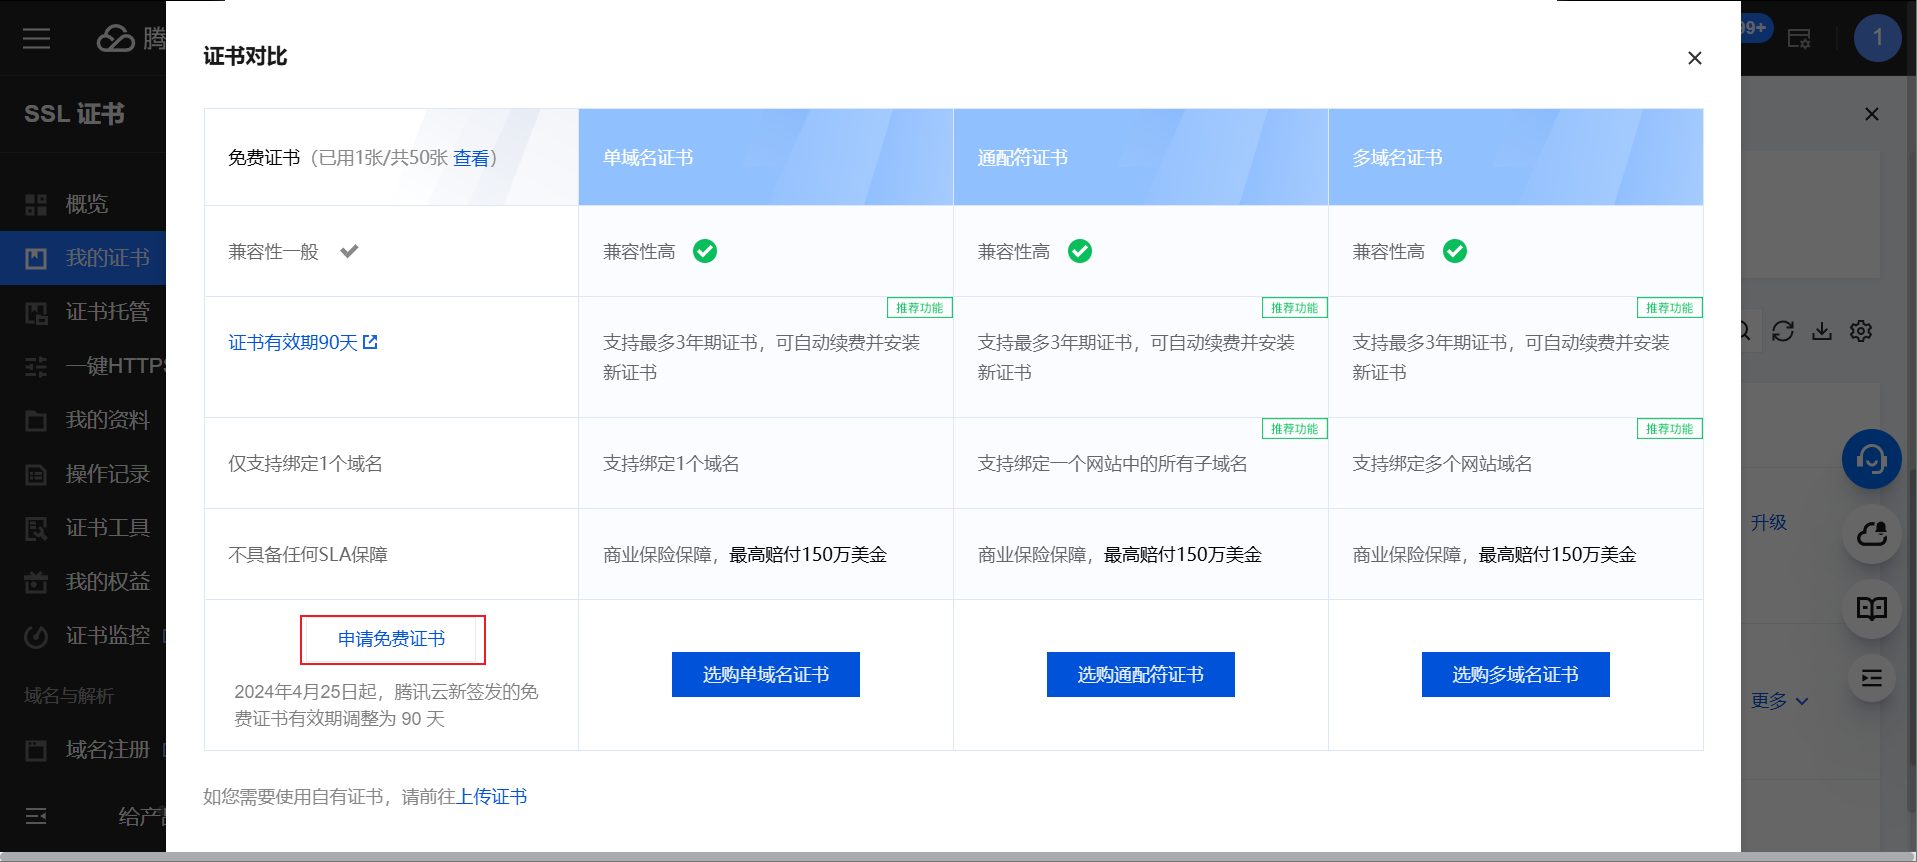 腾
99+
1
SSL 证书
概览
我的证书
证书托管
一键HTTPS
我的资料
操作记录
证书工具
我的权益
证书监控
域名与解析
域名注册
给产
证书对比
免费证书（已用1张/共50张 查看）
单域名证书
通配符证书
多域名证书
兼容性一般
兼容性高
兼容性高
兼容性高
证书有效期90天
推荐功能
支持最多3年期证书，可自动续费并安装
新证书
推荐功能
支持最多3年期证书，可自动续费并安装
新证书
推荐功能
支持最多3年期证书，可自动续费并安装
新证书
仅支持绑定1个域名
支持绑定1个域名
推荐功能
支持绑定一个网站中的所有子域名
推荐功能
支持绑定多个网站域名
不具备任何SLA保障
商业保险保障，最高赔付150万美金
商业保险保障，最高赔付150万美金
商业保险保障，最高赔付150万美金
申请免费证书
2024年4月25日起，腾讯云新签发的免
费证书有效期调整为 90 天
选购单域名证书
选购通配符证书
选购多域名证书
如您需要使用自有证书，请前往上传证书
升级
更多